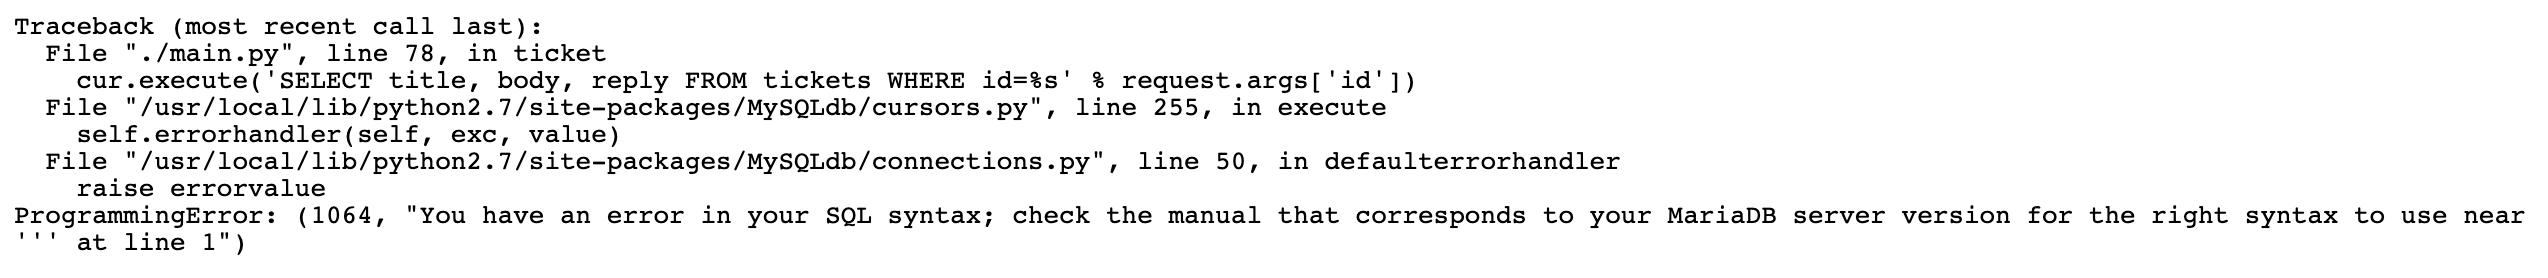 Traceback (most recent call last):
  File "./main.py", line 78, in ticket
    cur.execute('SELECT title, body, reply FROM tickets WHERE id=%s' % request.args['id'])
  File "/usr/local/lib/python2.7/site-packages/MySQLdb/cursors.py", line 255, in execute
    self.errorhandler(self, exc, value)
  File "/usr/local/lib/python2.7/site-packages/MySQLdb/connections.py", line 50, in defaulterrorhandler
    raise errorvalue
ProgrammingError: (1064, "You have an error in your SQL syntax; check the manual that corresponds to your MariaDB server version for the right syntax to use near
''' at line 1")